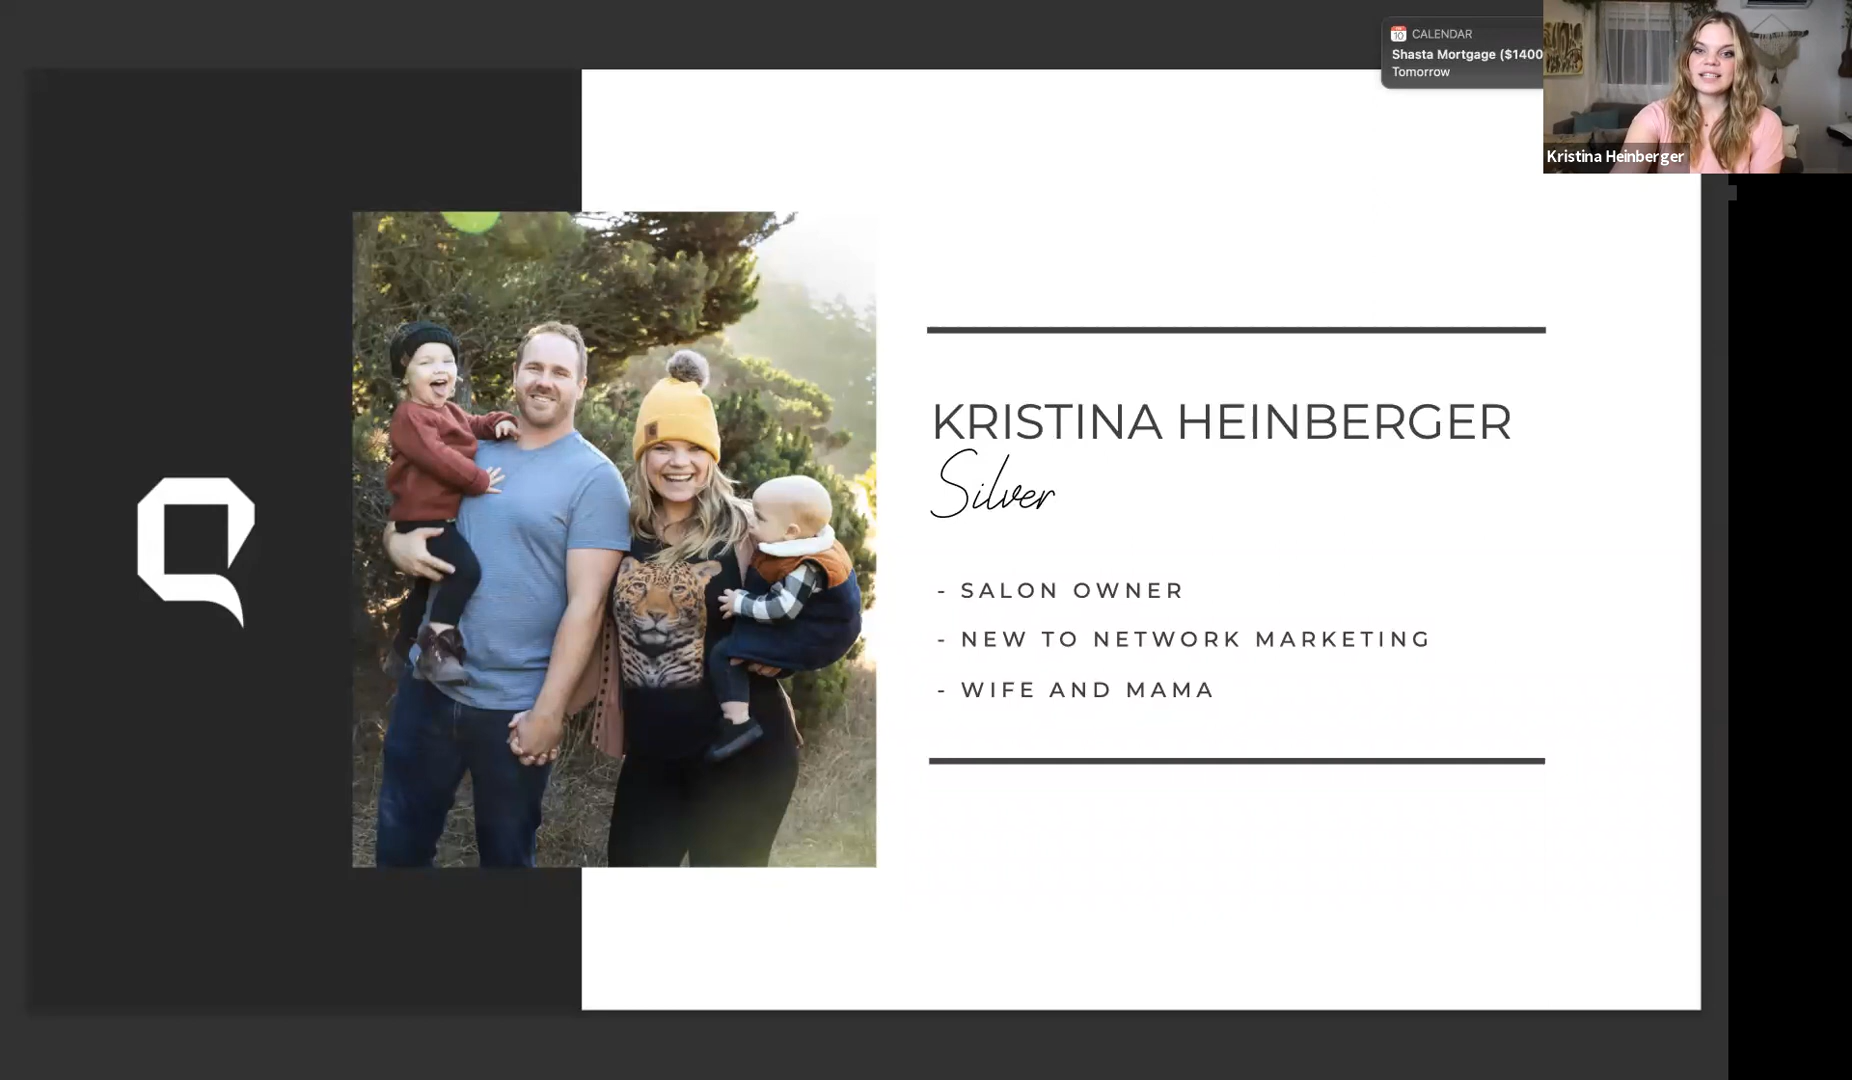 10
CALENDAR
Shasta Mortgage ($1400
Tomorrow
Kristina Heinberger
KRISTINA HEINBERGER
Silver
- SALON OWNER
- NEW TO NETWORK MARKETING
- WIFE AND MAMA